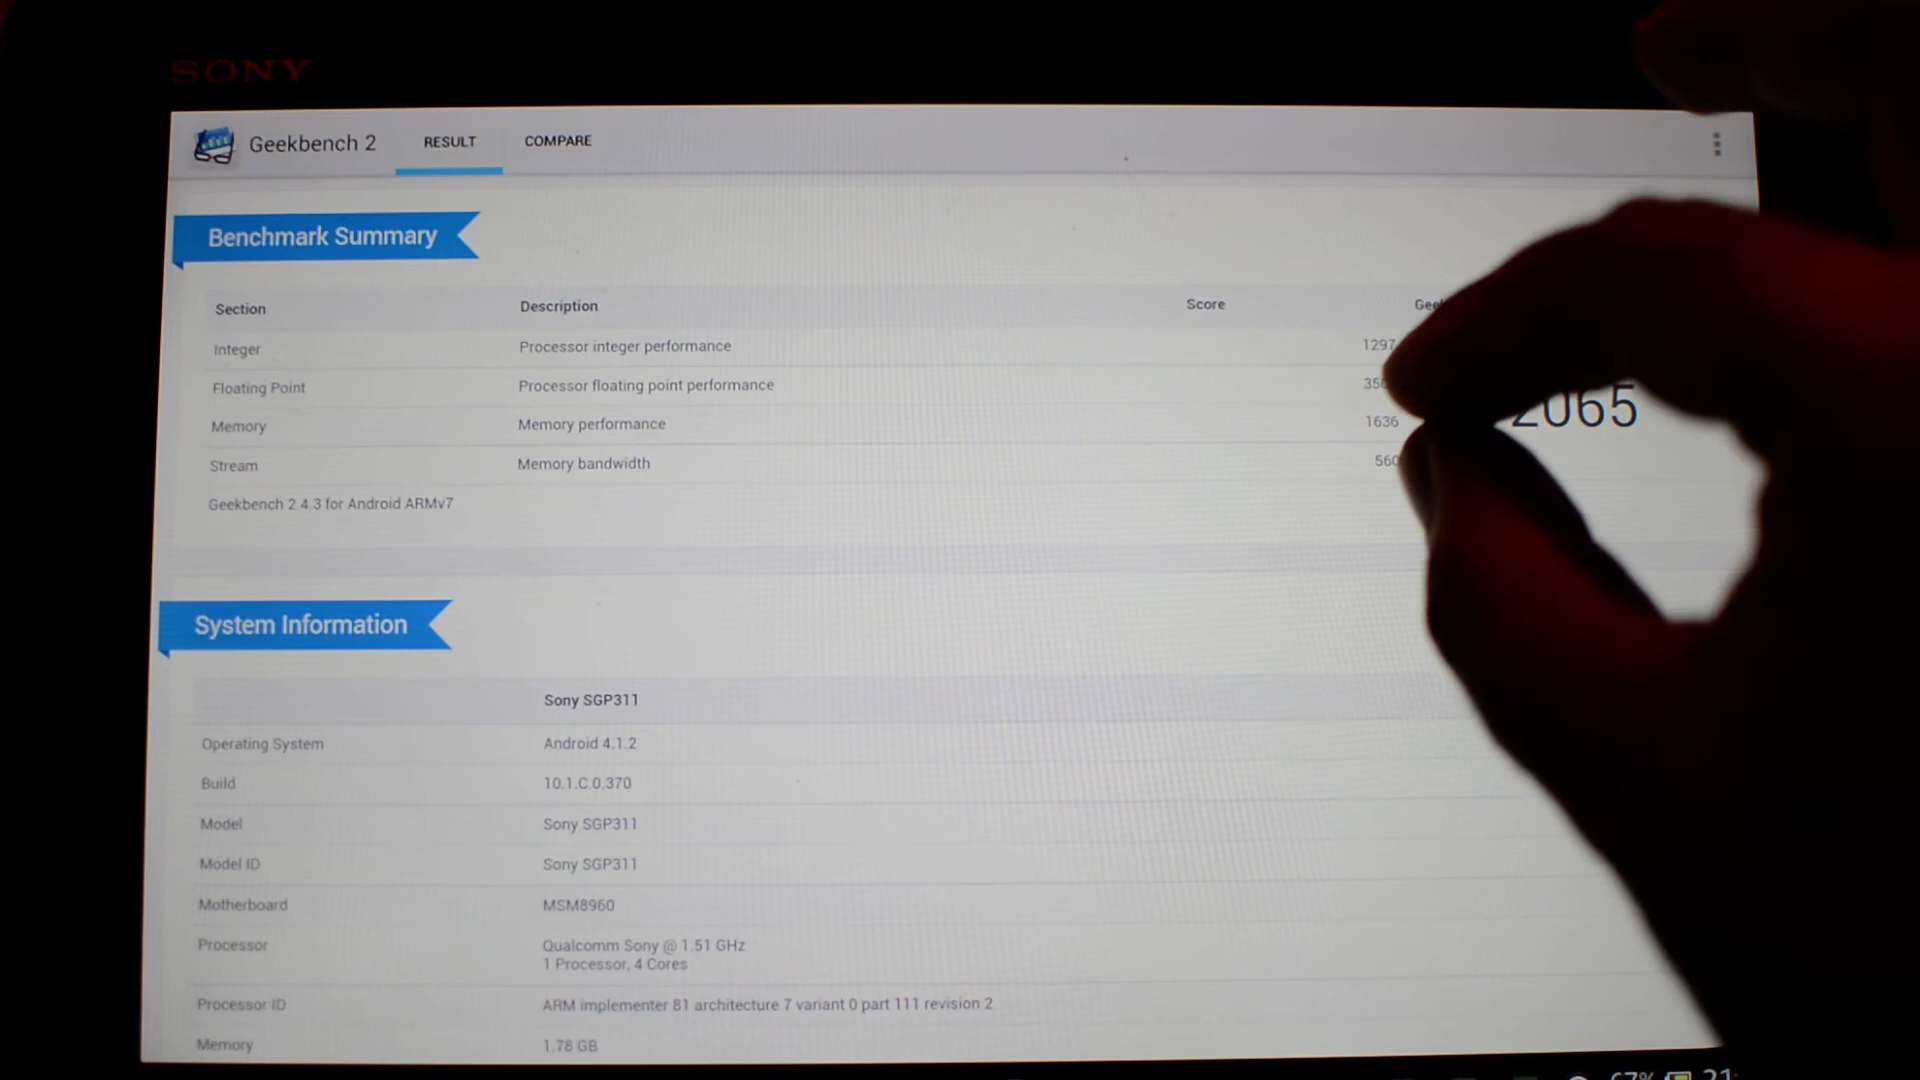 SONY
Geekbench 2 RESULT COMPARE
Benchmark Summary
Section Description Score
Integer Processor integer performance 1297
Floating Point Processor floating point performance
Memory Memory performance 1636
2065
Stream Memory bandwidth 560
Geekbench 2.4.3 for Android ARMv7
System Information
Sony SGP311
Operating System Android 4.1.2
Build 10.1.C.0.370
Model Sony SGP311
Model ID Sony SGP311
Motherboard MSM8960
Processor Qualcomm Sony @ 1.51 GHz
1 Processor, 4 Cores
Processor ID ARM implementer 81 architecture 7 variant 0 part 111 revision 2
Memory 1.78 GB
67%